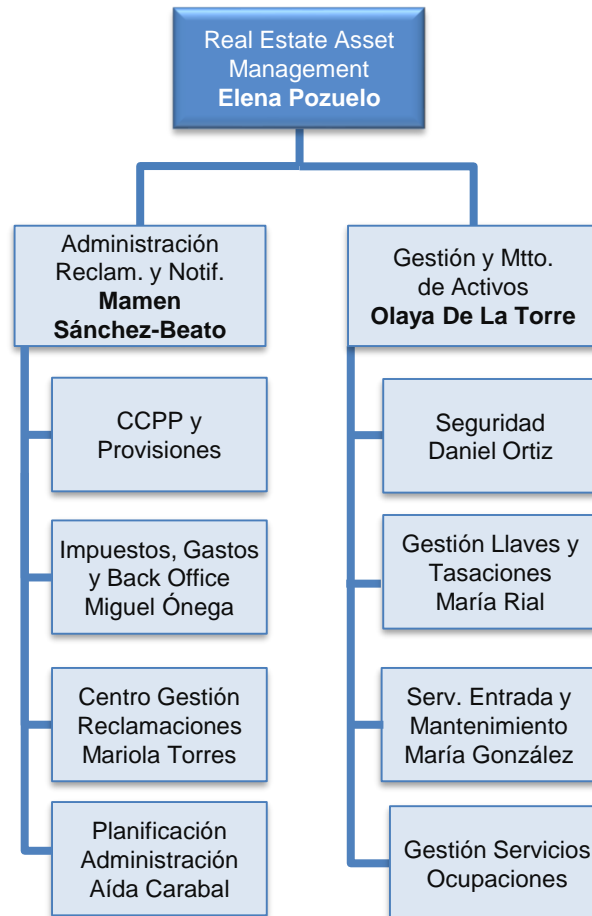 Real Estate Asset
Management
Elena Pozuelo
Administración
Reclam. y Notif.
Mamen
Sánchez-Beato
CCPP y
Provisiones
Impuestos, Gastos
y Back Office
Miguel Ónega
Centro Gestión
Reclamaciones
Mariola Torres
Planificación
Administración
Aída Carabal
Gestión y Mtto.
de Activos
Olaya De La Torre
Seguridad
Daniel Ortiz
Gestión Llaves y
Tasaciones
María Rial
Serv. Entrada y
Mantenimiento
María González
Gestión Servicios
Ocupaciones